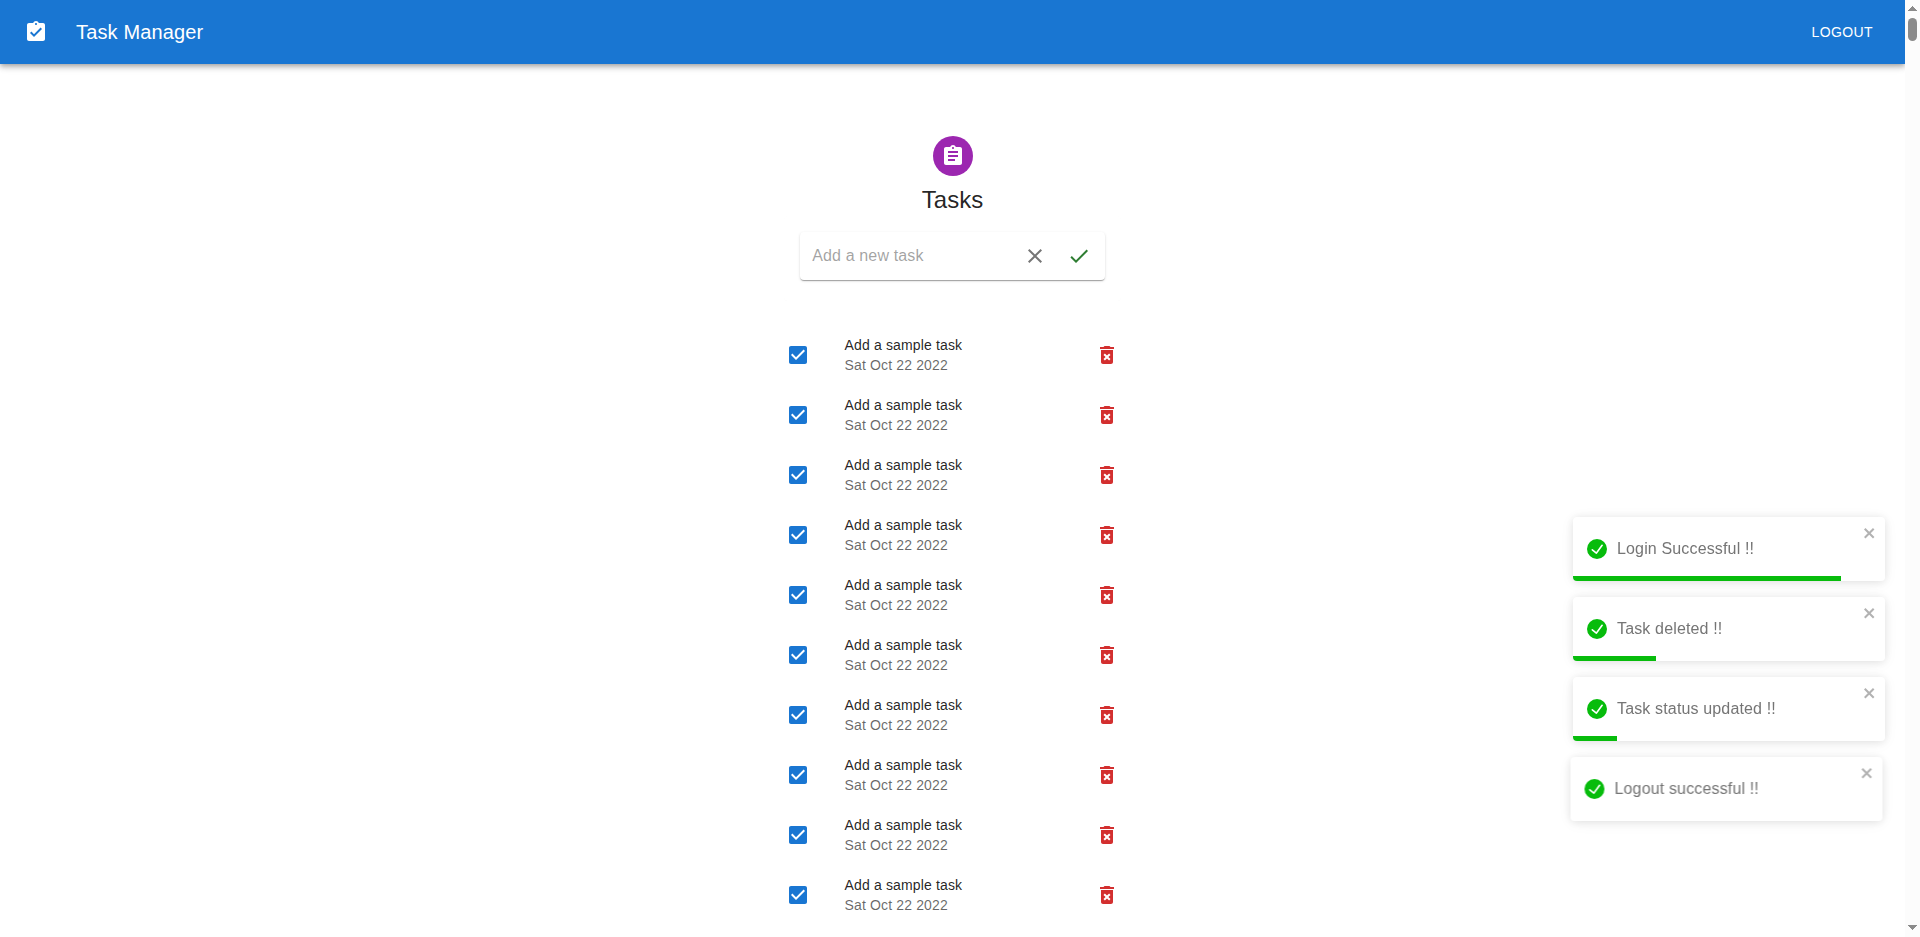 Task Manager
LOGOUT
Tasks
Add a new task
Add a sample task
Sat Oct 22 2022
Add a sample task
Sat Oct 22 2022
Add a sample task
Sat Oct 22 2022
Add a sample task
Sat Oct 22 2022
Add a sample task
Sat Oct 22 2022
Add a sample task
Sat Oct 22 2022
Add a sample task
Sat Oct 22 2022
Add a sample task
Sat Oct 22 2022
Add a sample task
Sat Oct 22 2022
Add a sample task
Sat Oct 22 2022
Login Successful !!
Task deleted !!
Task status updated !!
Logout successful !!